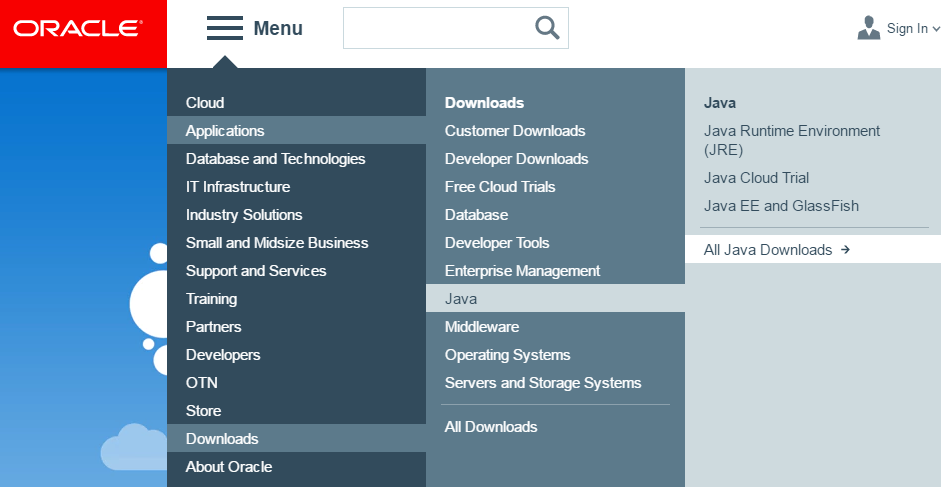 ORACLE
Menu
Sign In
Cloud
Applications
Database and Technologies
IT Infrastructure
Industry Solutions
Small and Midsize Business
Support and Services
Training
Partners
Developers
OTN
Store
Downloads
About Oracle
Downloads
Customer Downloads
Developer Downloads
Free Cloud Trials
Database
Developer Tools
Enterprise Management
Java
Middleware
Operating Systems
Servers and Storage Systems
All Downloads
Java
Java Runtime Environment
(JRE)
Java Cloud Trial
Java EE and GlassFish
All Java Downloads